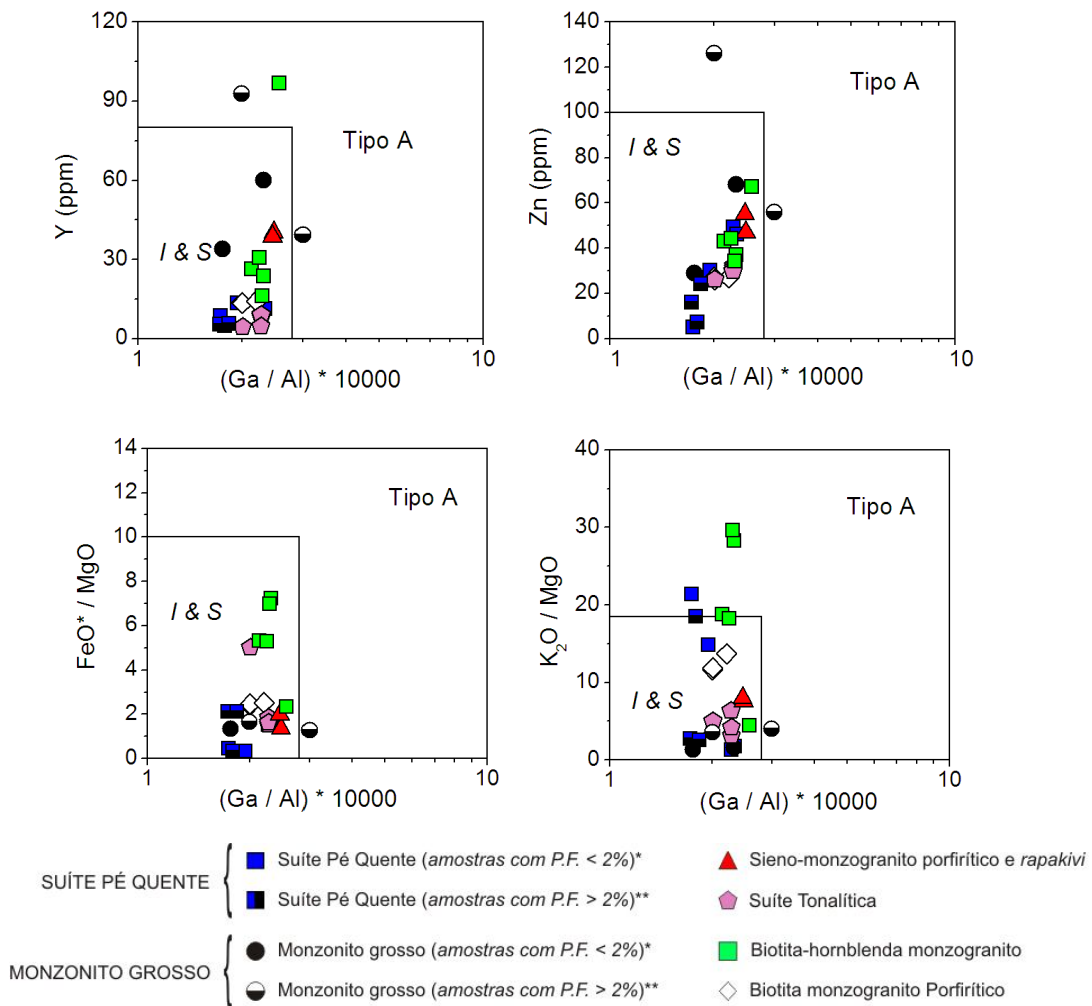 120
90
60
30
0
Y (ppm)
Tipo A
I & S
1
10
(Ga / Al) * 10000
140
120
100
80
60
40
20
0
Zn (ppm)
Tipo A
I & S
1
10
(Ga / Al) * 10000
14
12
10
8
6
4
2
0
FeO* / MgO
Tipo A
I & S
1
10
(Ga / Al) * 10000
40
30
20
10
0
K₂O / MgO
Tipo A
I & S
1
10
(Ga / Al) * 10000
SUÍTE PÉ QUENTE
Suíte Pé Quente (amostras com P.F. < 2%)*
Suíte Pé Quente (amostras com P.F. > 2%)**
MONZONITO GROSSO
Monzonito grosso (amostras com P.F. < 2%)*
Monzonito grosso (amostras com P.F. > 2%)**
Sieno-monzogranito porfirítico e rapakivi
Suíte Tonalítica
Biotita-hornblenda monzogranito
Biotita monzogranito Porfirítico